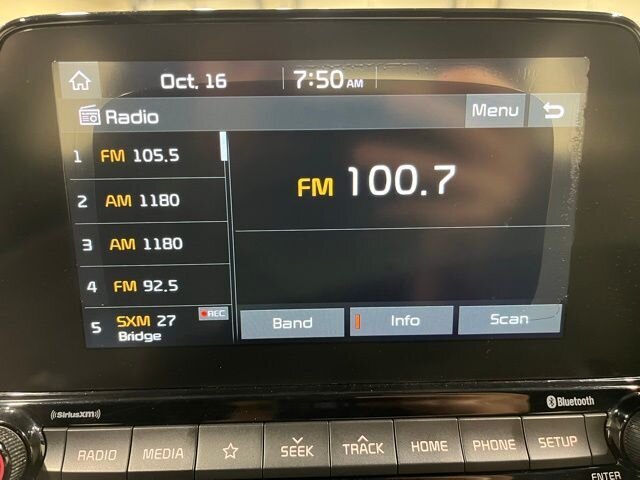 Oct. 16 7:50 AM
Radio Menu
1 FM 105.5
2 AM 1180
3 AM 1180
4 FM 92.5
5 SXM 27 REC
Bridge
FM 100.7
Band Info Scan
((SiriusXM)) Bluetooth
RADIO MEDIA SEEK TRACK HOME PHONE SETUP
ENTER